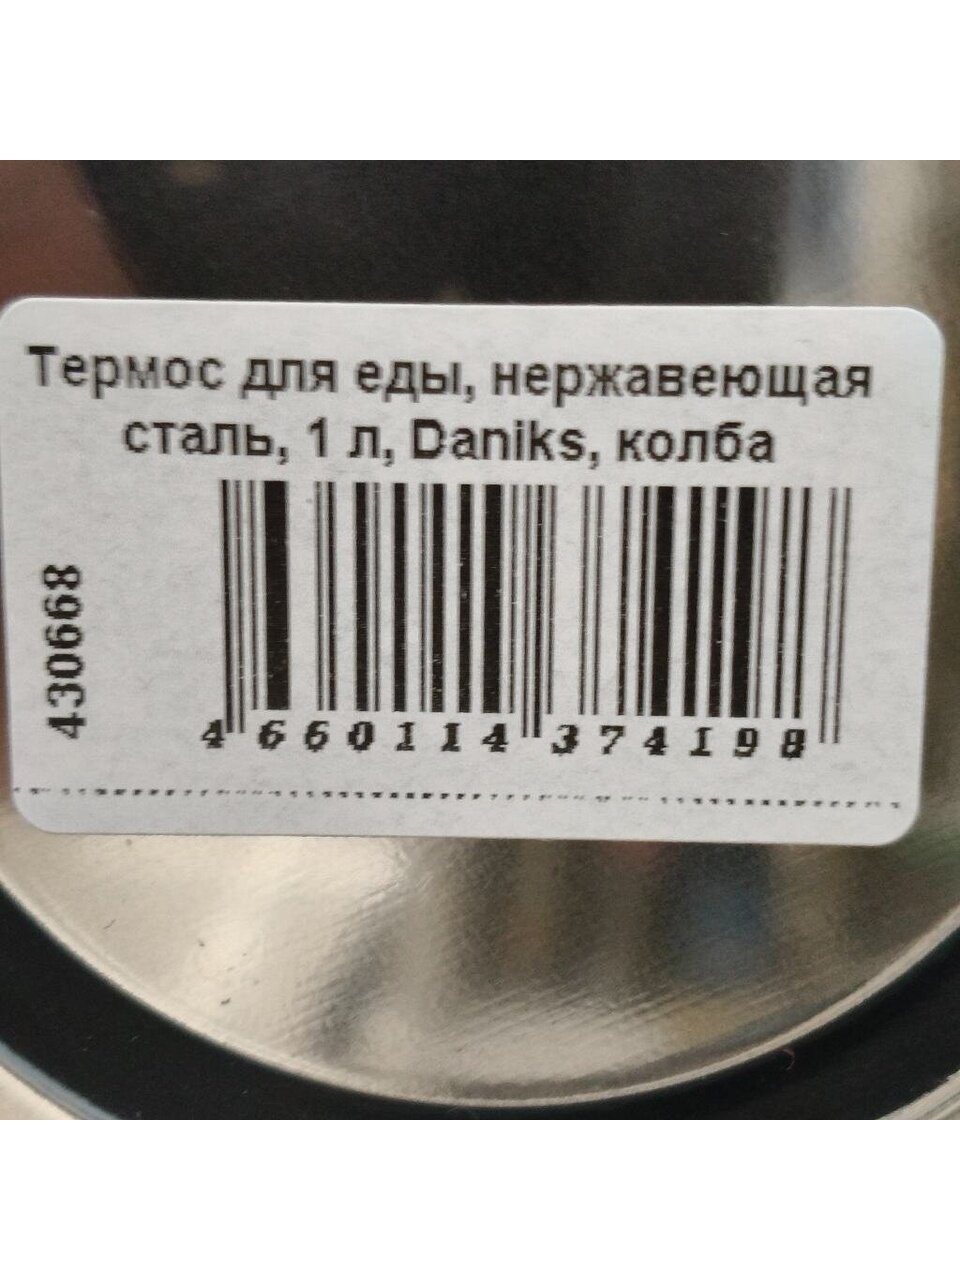 Термос для еды, нержавеющая
сталь, 1 л, Daniks, колба
430668
4 660114 374198